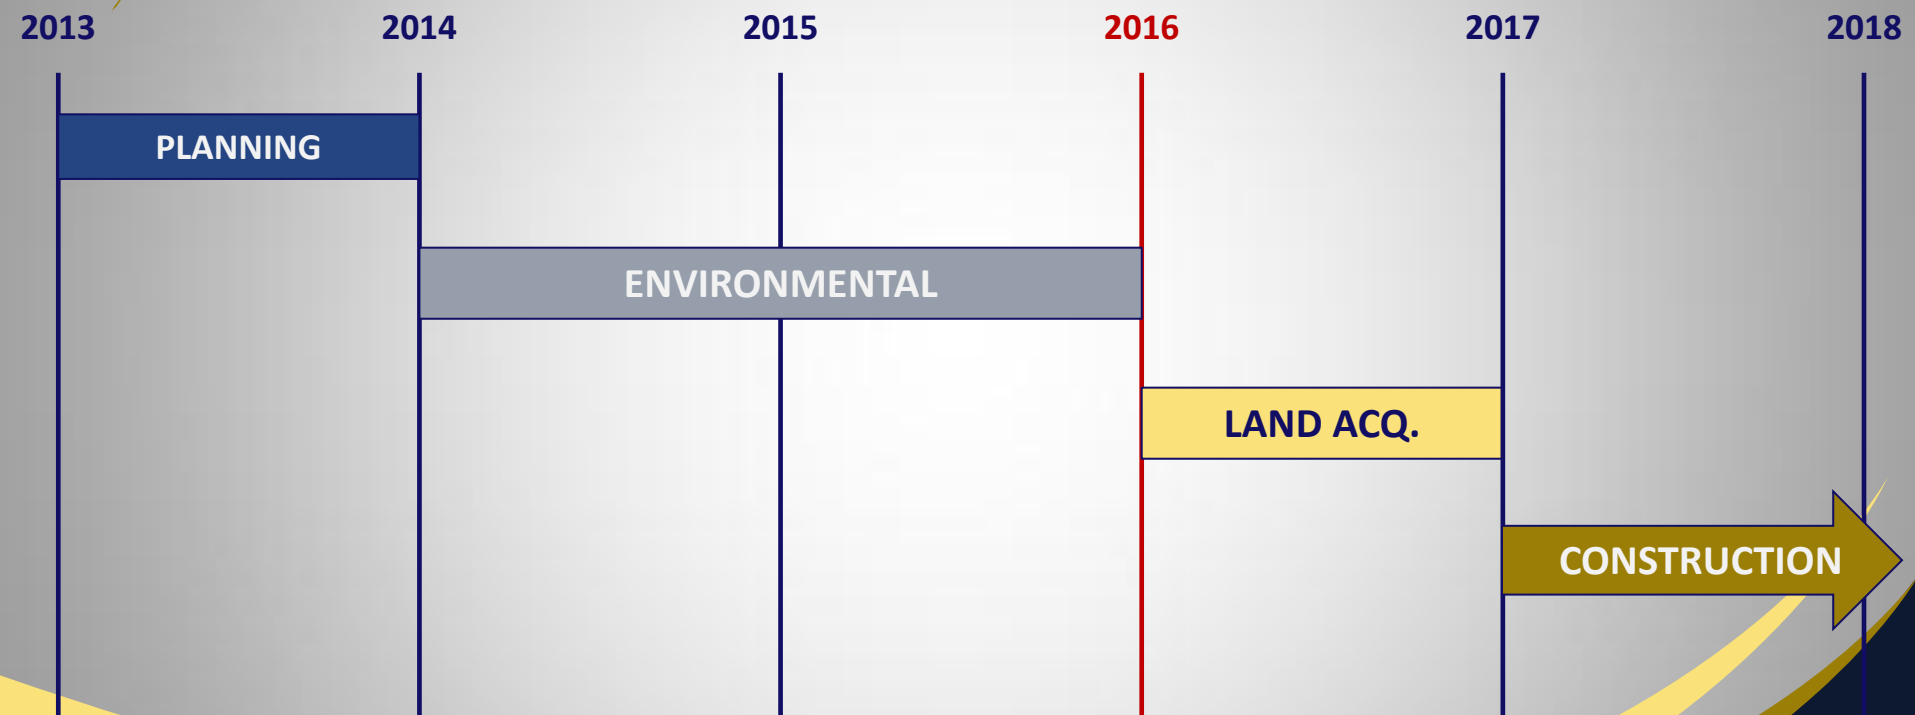 2013 2014 2015 2016 2017 2018
PLANNING
ENVIRONMENTAL
LAND ACQ.
CONSTRUCTION